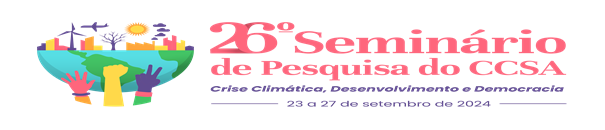 26º Seminário
de Pesquisa do CCSA
Crise Climática, Desenvolvimento e Democracia
23 a 27 de setembro de 2024